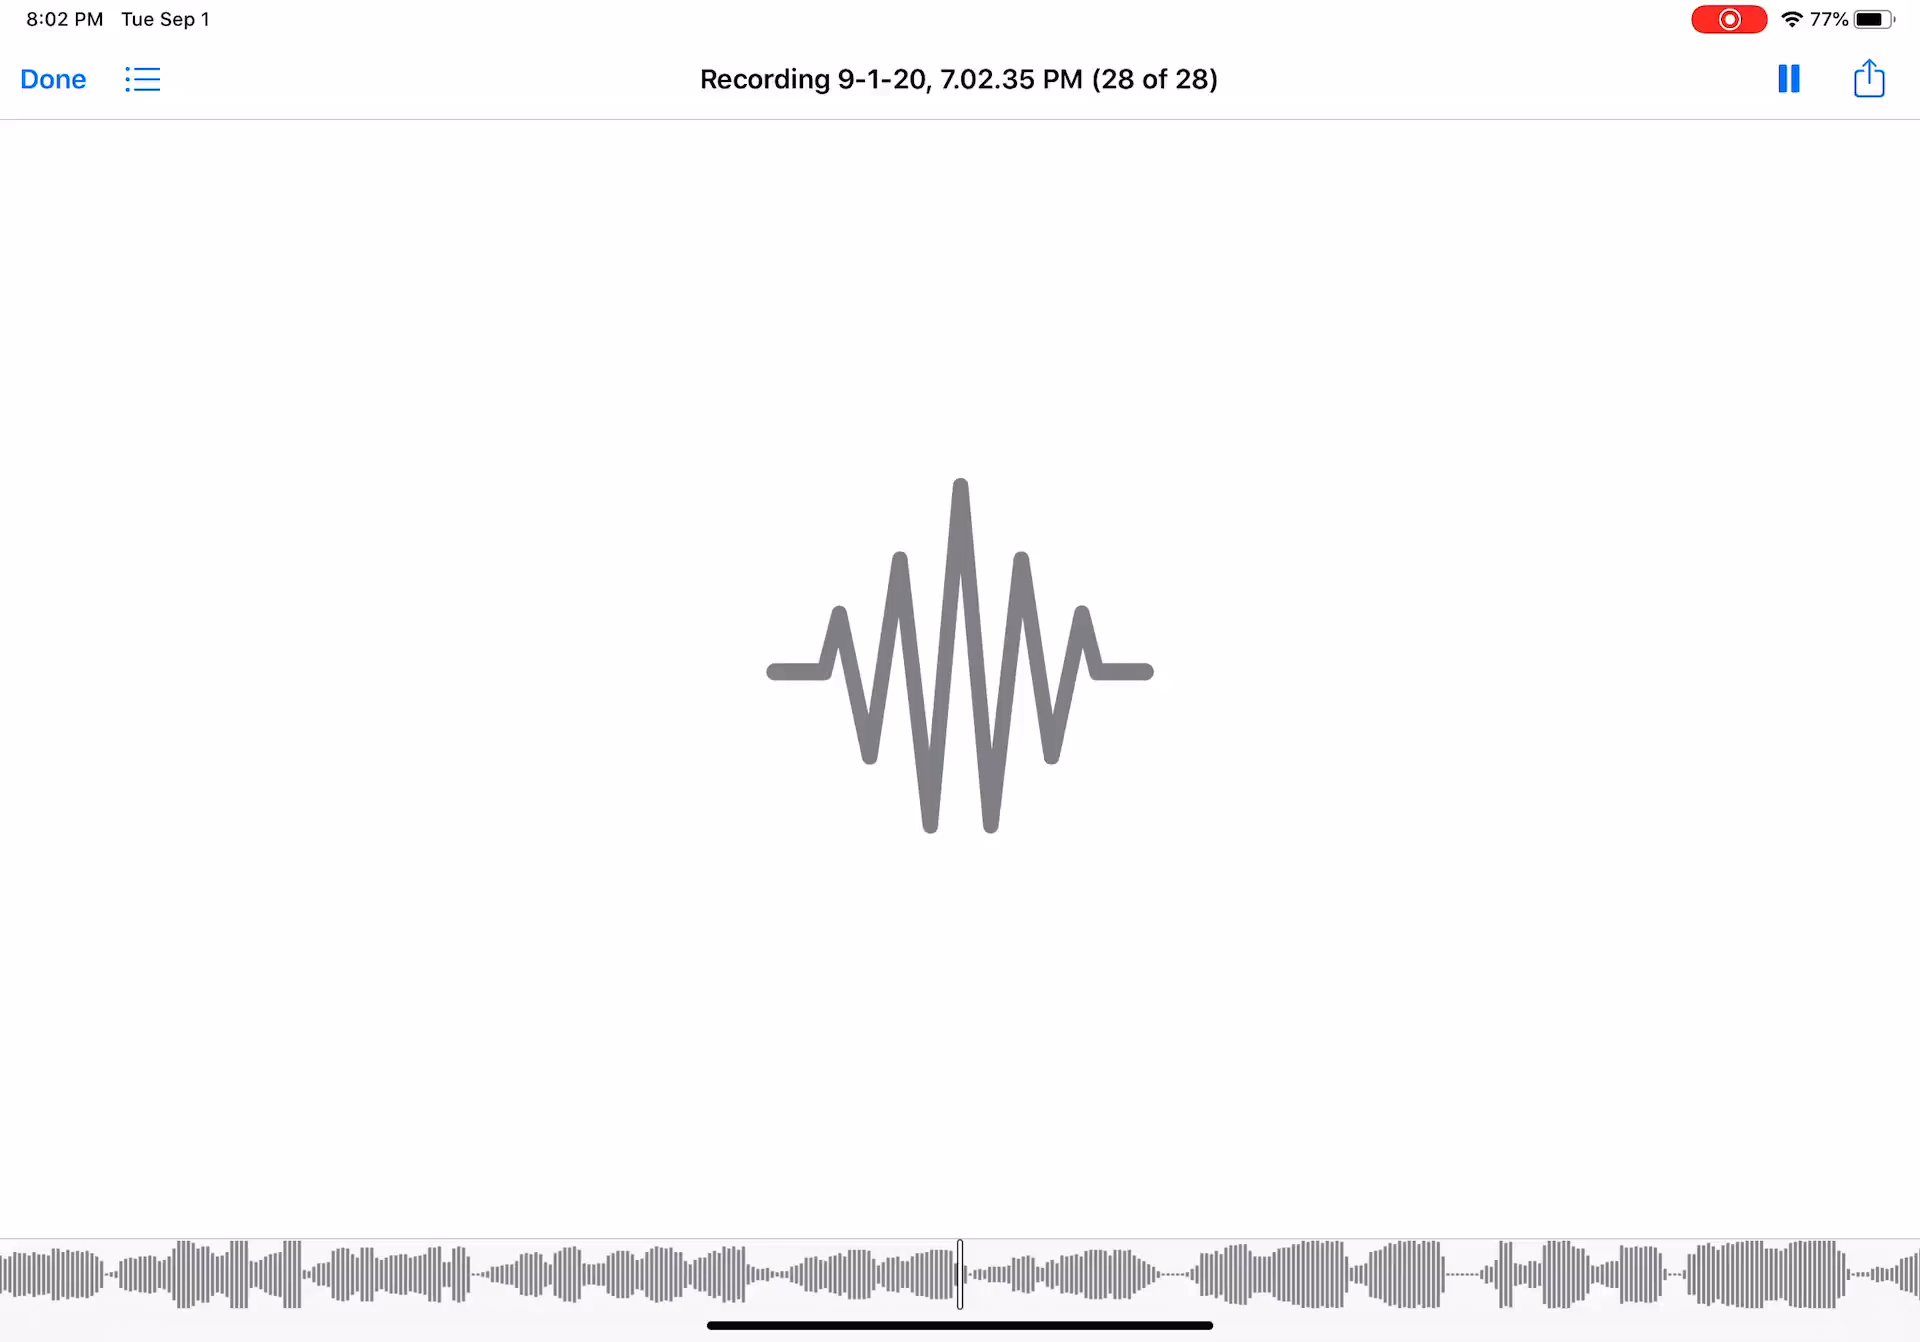 8:02 PM Tue Sep 1
77%
Done
Recording 9-1-20, 7.02.35 PM (28 of 28)